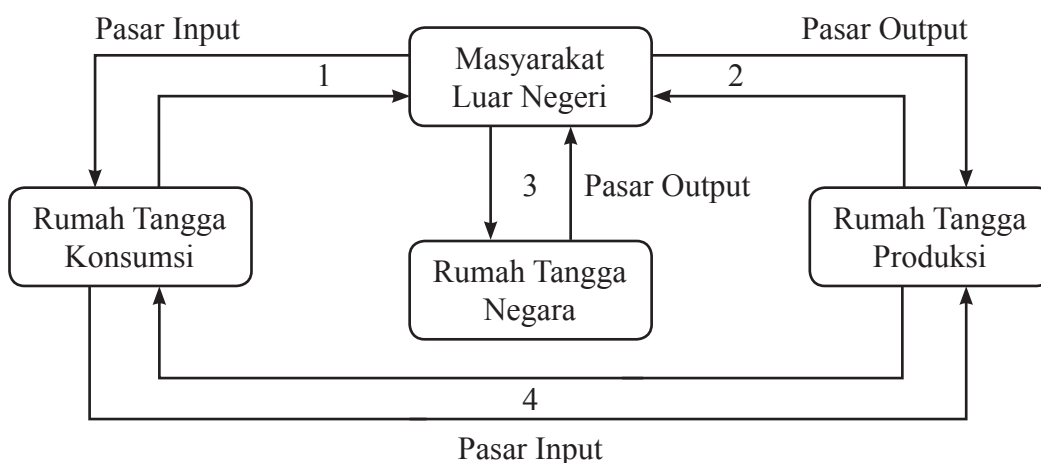 Pasar Input
Pasar Output
Masyarakat
Luar Negeri
1
2
3
Pasar Output
Rumah Tangga
Konsumsi
Rumah Tangga
Negara
Rumah Tangga
Produksi
4
Pasar Input